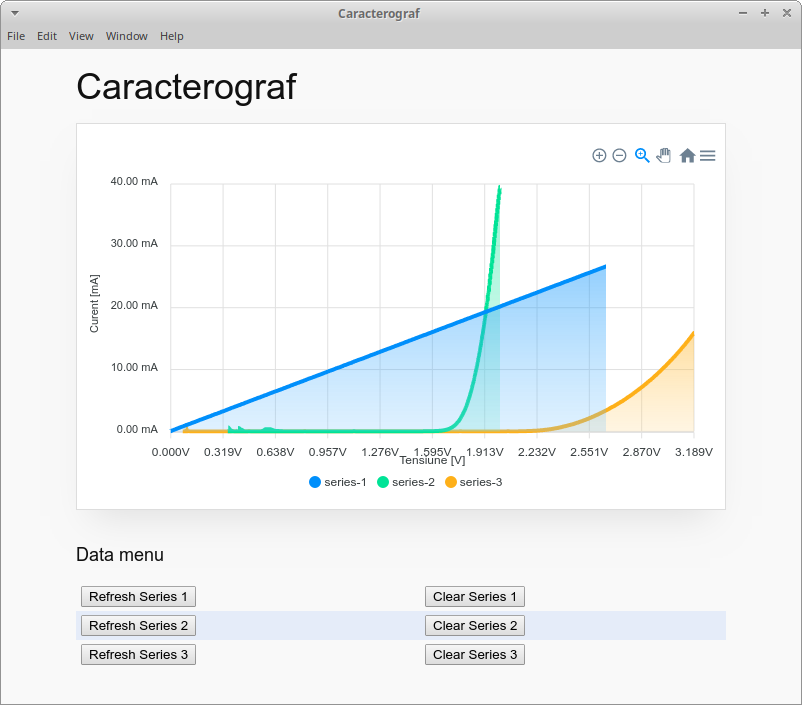 Caracterograf
File Edit View Window Help
Caracterograf
40.00 mA
30.00 mA
20.00 mA
10.00 mA
0.00 mA
Curent [mA]
0.000V 0.319V 0.638V 0.957V 1.276V 1.595V 1.913V 2.232V 2.551V 2.870V 3.189V
Tensiune [V]
series-1 series-2 series-3
Data menu
Refresh Series 1 Clear Series 1
Refresh Series 2 Clear Series 2
Refresh Series 3 Clear Series 3